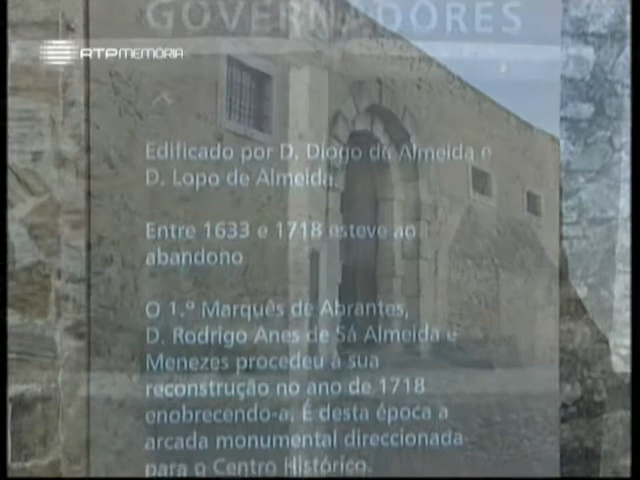 GOVERNADORES
RTPMEMÓRIA
Edificado por D. Diogo de Almeida e
D. Lopo de Almeida.
Entre 1633 e 1718 esteve ao
abandono
O 1.º Marquês de Abrantes,
D. Rodrigo Anes de Sá Almeida e
Menezes procedeu à sua
reconstrução no ano de 1718
enobrecendo-a. É desta época a
arcada monumental direccionada
para o Centro Histórico.